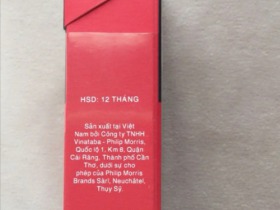 HSD: 12 THÁNG
Sản xuất tại Việt
Nam bởi Công ty TNHH
Vinataba - Philip Morris,
Quốc lộ 1, Km 8, Quận
Cái Răng, Thành phố Cần
Thơ, dưới sự cho
phép của Philip Morris
Brands Sàrl, Neuchâtel,
Thụy Sỹ.